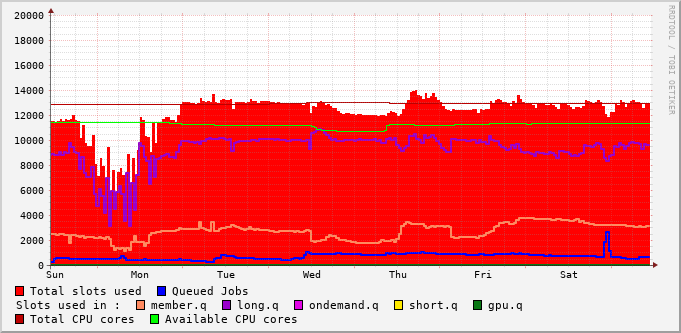 RRDTOOL / TOBI OETIKER
20000
18000
16000
14000
12000
10000
8000
6000
4000
2000
0
Sun Mon Tue Wed Thu Fri Sat
Total slots used Queued Jobs
Slots used in : member.q long.q ondemand.q short.q gpu.q
Total CPU cores Available CPU cores